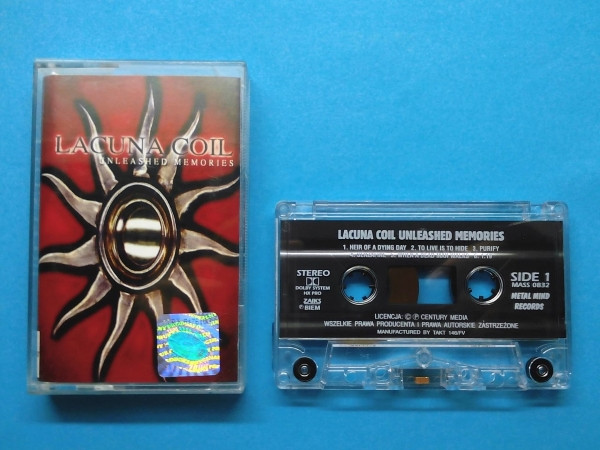 LACUNA COIL
UNLEASHED MEMORIES
LACUNA COIL UNLEASHED MEMORIES
1. HEIR OF A DYING DAY 2. TO LIVE IS TO HIDE 3. PURIFY
STEREO
DOLBY SYSTEM
HX PRO
ZAIKS
BIEM
SIDE 1
MASS 0832
METAL MIND
RECORDS
LICENCJA: © ℗ CENTURY MEDIA
WSZELKIE PRAWA PRODUCENTA I PRAWA AUTORSKIE ZASTRZEŻONE
MANUFACTURED BY TAKT 146/FV